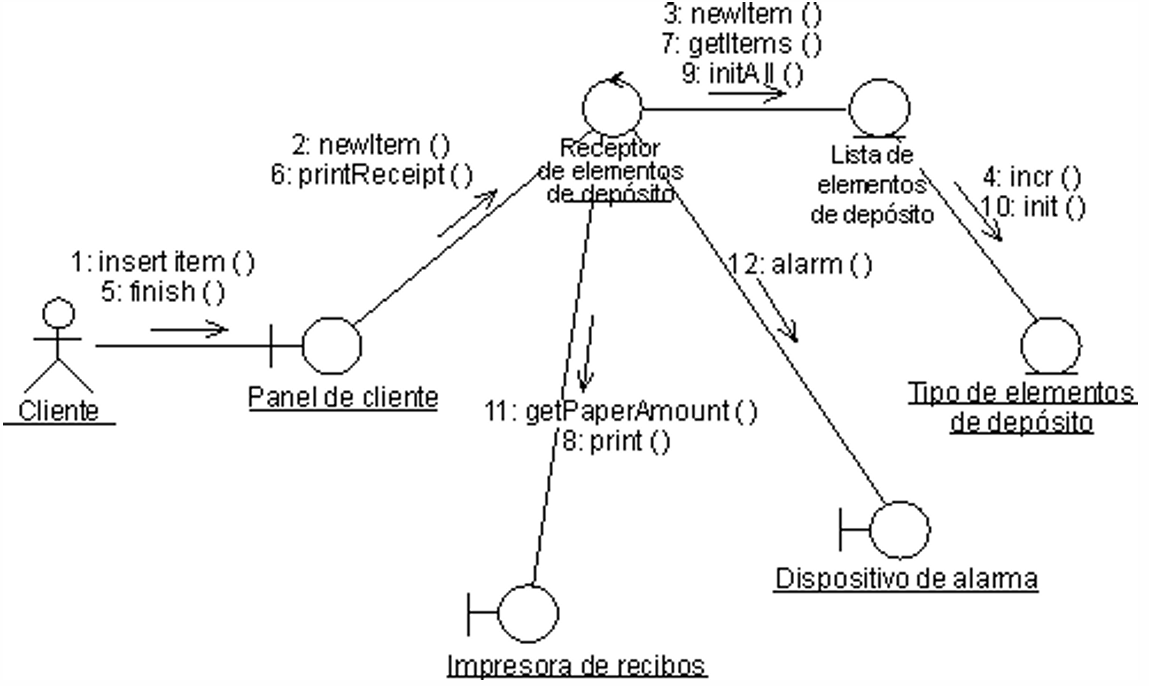 3: newItem ()
7: getItems ()
9: initAll ()
2: newItem ()
6: printReceipt ()
Receptor
de elementos
de depósito
Lista de
elementos
de depósito
4: incr ()
10: init ()
1: insert item ()
5: finish ()
12: alarm ()
Cliente
Panel de cliente
11: getPaperAmount ()
8: print ()
Tipo de elementos
de depósito
Dispositivo de alarma
Impresora de recibos